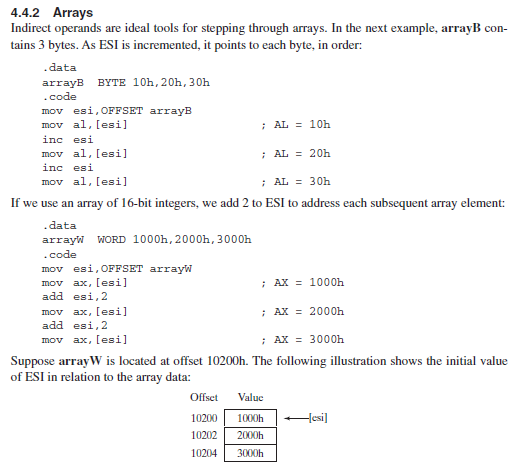 4.4.2 Arrays
Indirect operands are ideal tools for stepping through arrays. In the next example, arrayB con-
tains 3 bytes. As ESI is incremented, it points to each byte, in order:
.data
arrayB BYTE 10h,20h,30h
.code
mov esi,OFFSET arrayB
mov al,[esi] ; AL = 10h
inc esi
mov al,[esi] ; AL = 20h
inc esi
mov al,[esi] ; AL = 30h
If we use an array of 16-bit integers, we add 2 to ESI to address each subsequent array element:
.data
arrayW WORD 1000h,2000h,3000h
.code
mov esi,OFFSET arrayW
mov ax,[esi] ; AX = 1000h
add esi,2
mov ax,[esi] ; AX = 2000h
add esi,2
mov ax,[esi] ; AX = 3000h
Suppose arrayW is located at offset 10200h. The following illustration shows the initial value
of ESI in relation to the array data:
Offset Value
10200 1000h [esi]
10202 2000h
10204 3000h